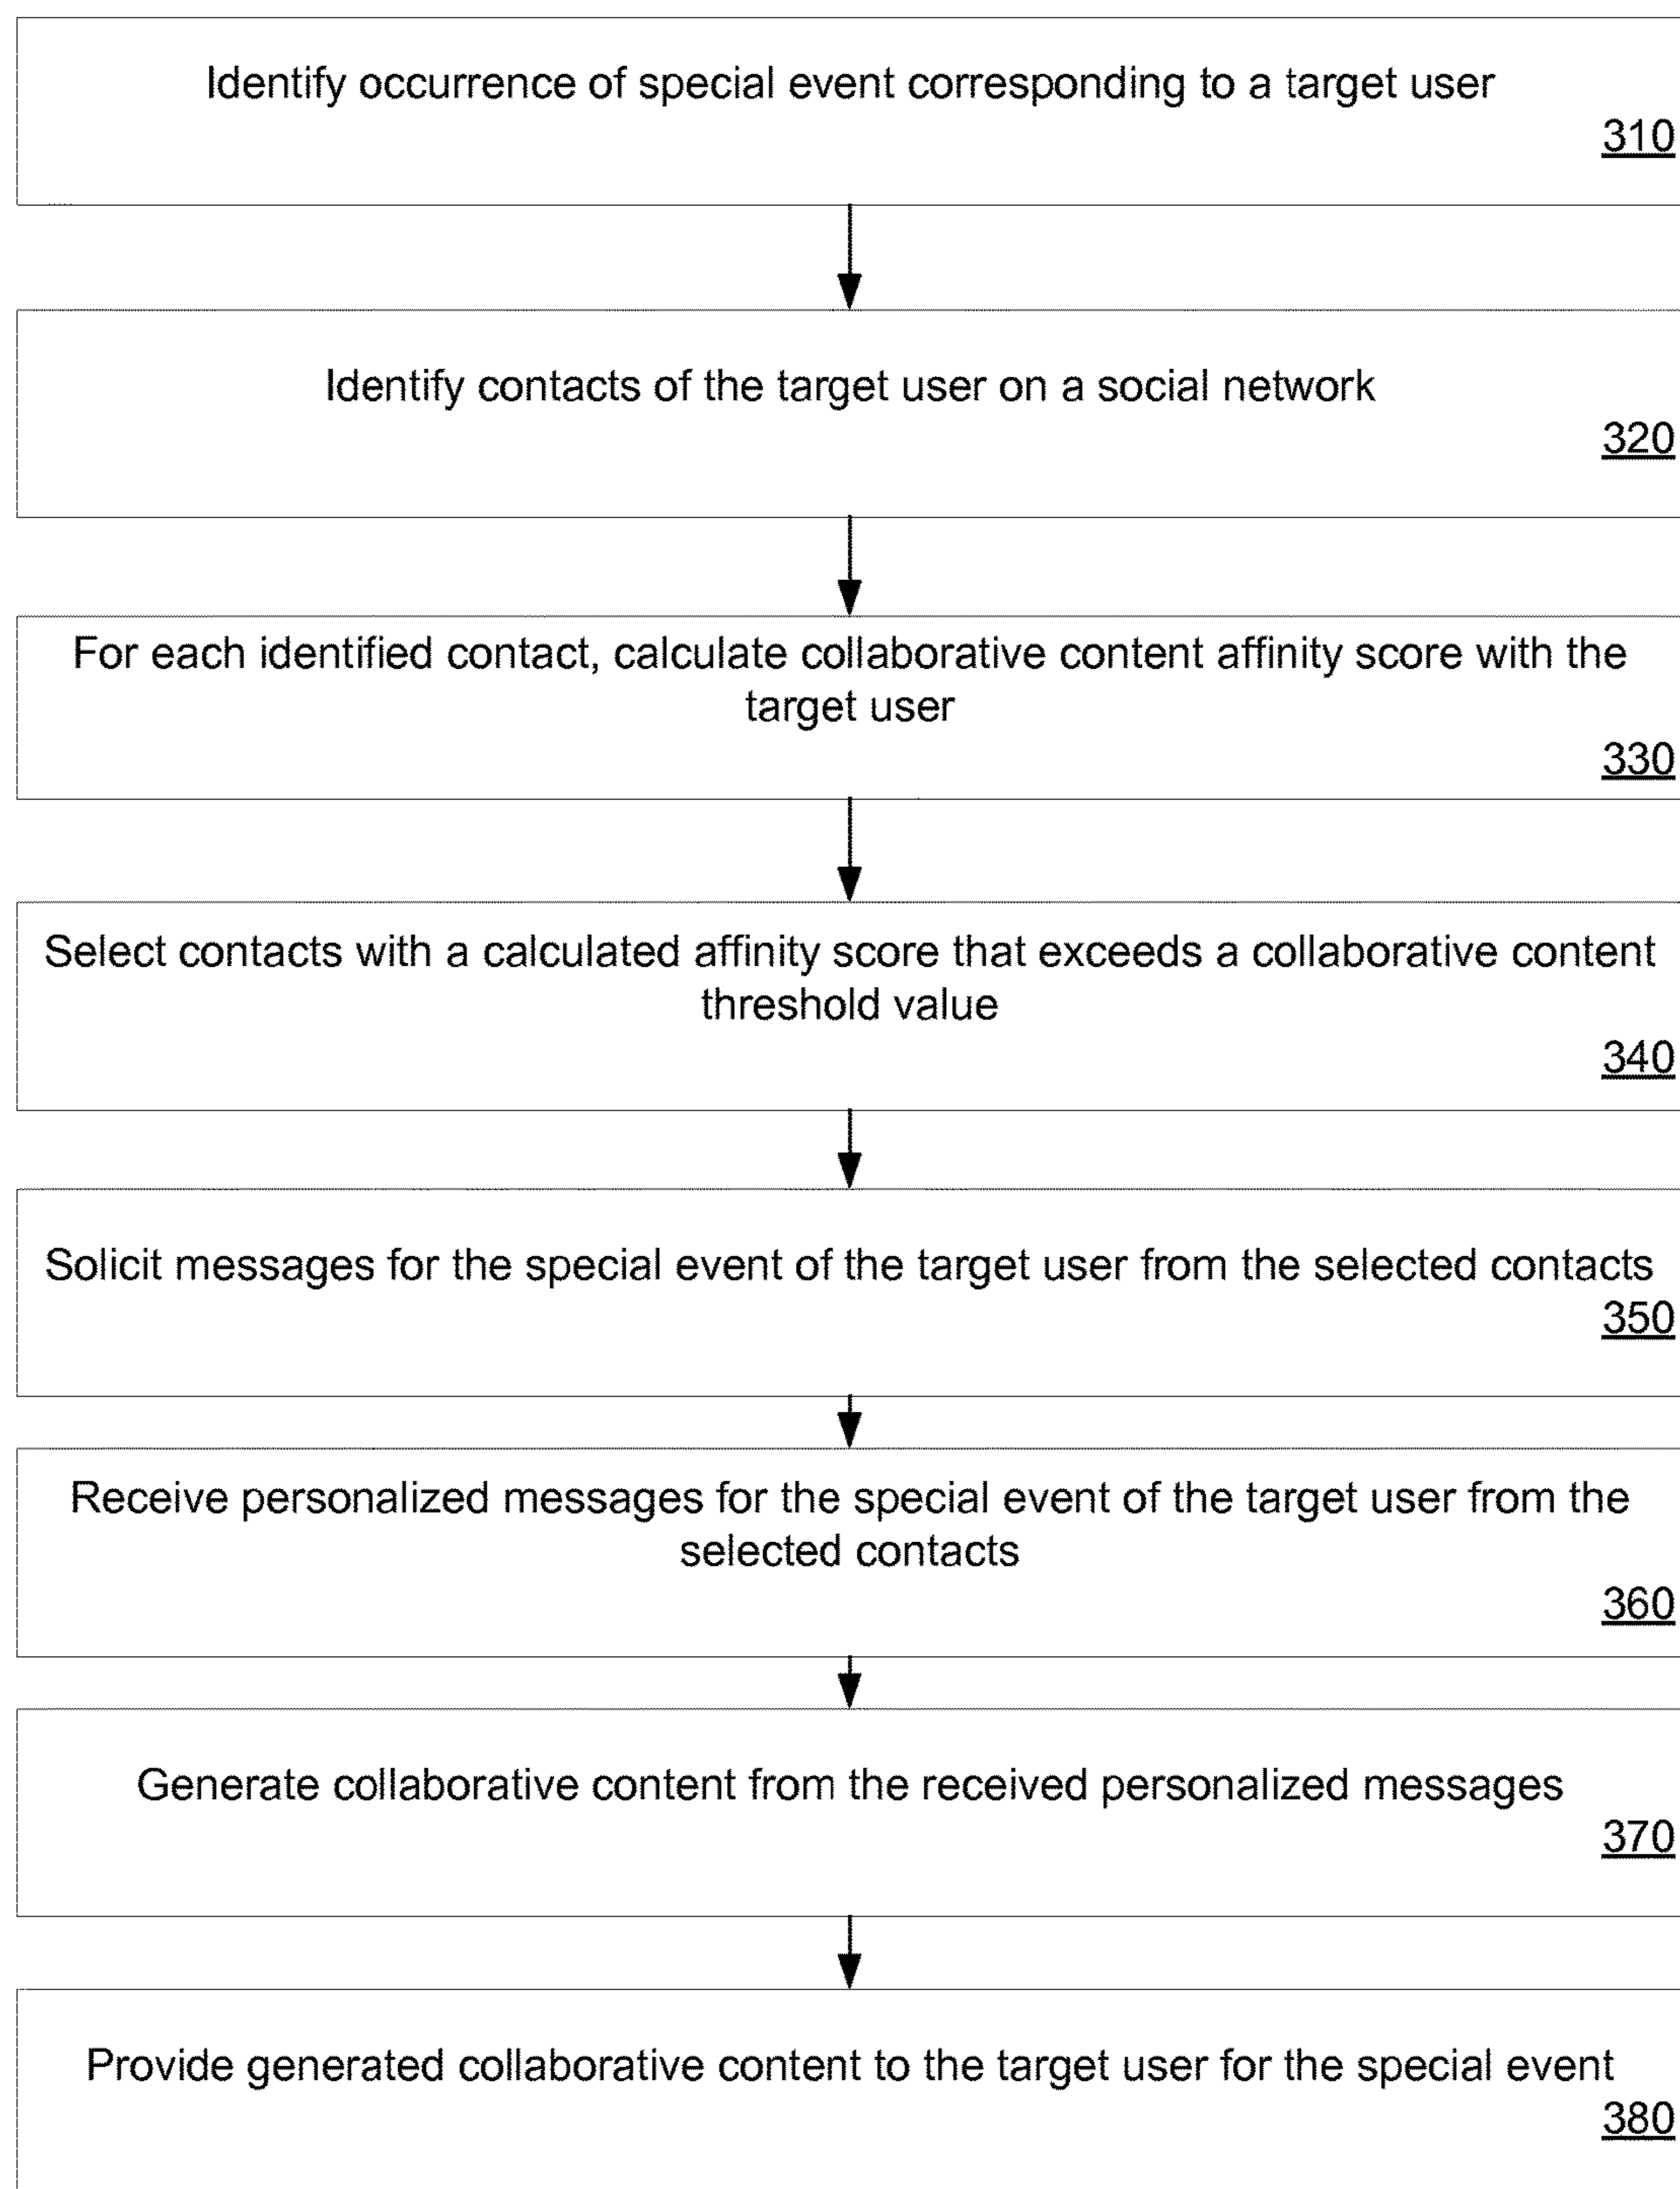 Identify occurrence of special event corresponding to a target user
310
Identify contacts of the target user on a social network
320
For each identified contact, calculate collaborative content affinity score with the
target user
330
Select contacts with a calculated affinity score that exceeds a collaborative content
threshold value
340
Solicit messages for the special event of the target user from the selected contacts
350
Receive personalized messages for the special event of the target user from the
selected contacts
360
Generate collaborative content from the received personalized messages
370
Provide generated collaborative content to the target user for the special event
380